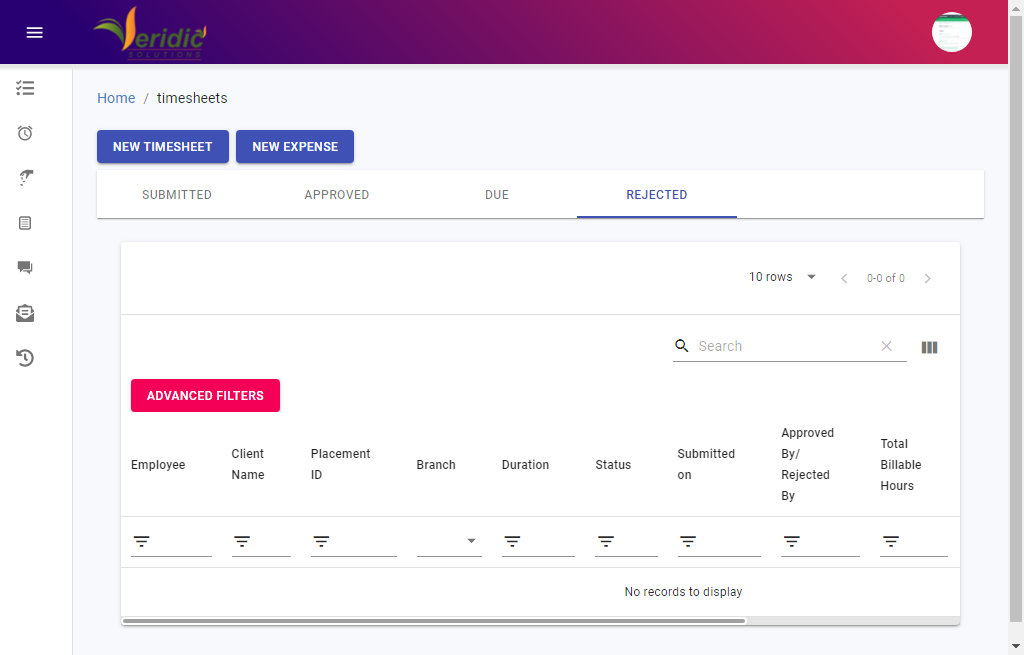 Veridic
SOLUTIONS
Home / timesheets
NEW TIMESHEET NEW EXPENSE
SUBMITTED APPROVED DUE REJECTED
10 rows 0-0 of 0
Search
ADVANCED FILTERS
Employee Client Name Placement ID Branch Duration Status Submitted on Approved By/ Rejected By Total Billable Hours
No records to display